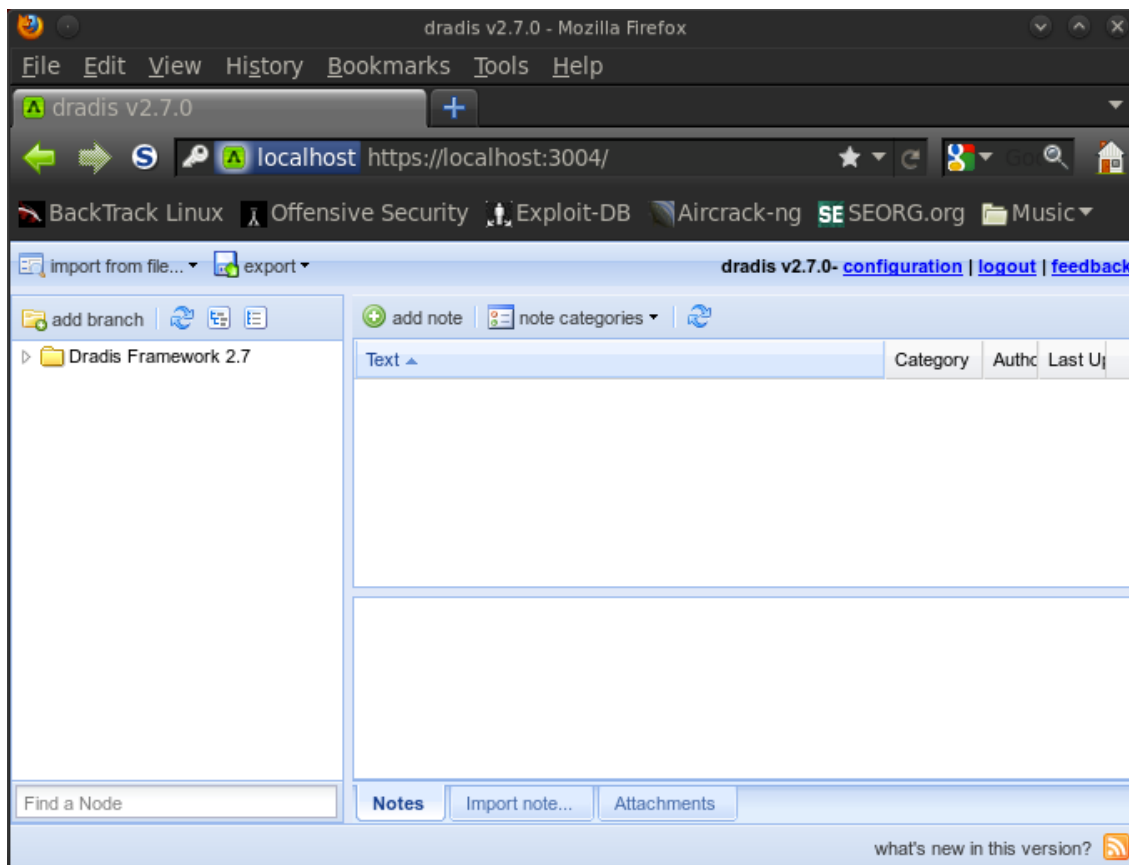 dradis v2.7.0 - Mozilla Firefox
File Edit View History Bookmarks Tools Help
dradis v2.7.0
localhost https://localhost:3004/
BackTrack Linux Offensive Security Exploit-DB Aircrack-ng SE SEORG.org Music
import from file... export dradis v2.7.0- configuration | logout | feedback
add branch add note note categories
Dradis Framework 2.7
Text Category Autho Last Up
Find a Node Notes Import note... Attachments
what's new in this version?